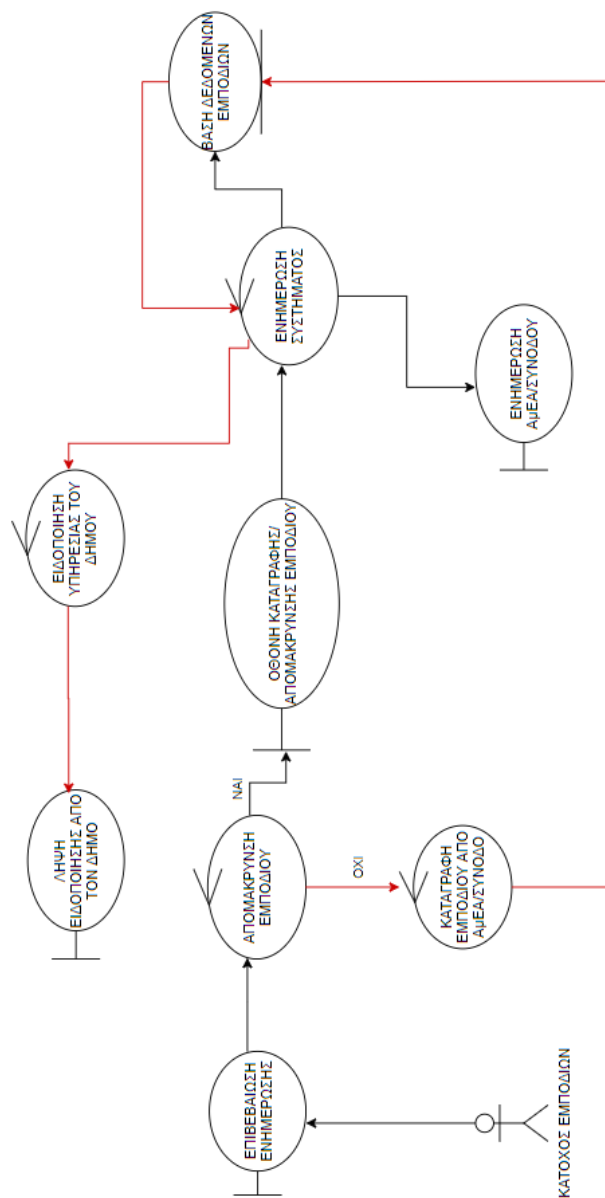 ΚΑΤΟΧΟΣ ΕΜΠΟΔΙΩΝ
ΕΠΙΒΕΒΑΙΩΣΗ
ΕΝΗΜΕΡΩΣΗΣ
ΑΠΟΜΑΚΡΥΝΣΗ
ΕΜΠΟΔΙΟΥ
ΝΑΙ
ΟΧΙ
ΚΑΤΑΓΡΑΦΗ
ΕΜΠΟΔΙΟΥ ΑΠΟ
ΑμΕΑ/ΣΥΝΟΔΟ
ΟΘΟΝΗ ΚΑΤΑΓΡΑΦΗΣ/
ΑΠΟΜΑΚΡΥΝΣΗΣ ΕΜΠΟΔΙΟΥ
ΕΝΗΜΕΡΩΣΗ
ΣΥΣΤΗΜΑΤΟΣ
ΒΑΣΗ ΔΕΔΟΜΕΝΩΝ
ΕΜΠΟΔΙΩΝ
ΕΝΗΜΕΡΩΣΗ
ΑμΕΑ/ΣΥΝΟΔΟΥ
ΕΙΔΟΠΟΙΗΣΗ
ΥΠΗΡΕΣΙΑΣ ΤΟΥ
ΔΗΜΟΥ
ΛΗΨΗ
ΕΙΔΟΠΟΙΗΣΗΣ ΑΠΟ
ΤΟΝ ΔΗΜΟ